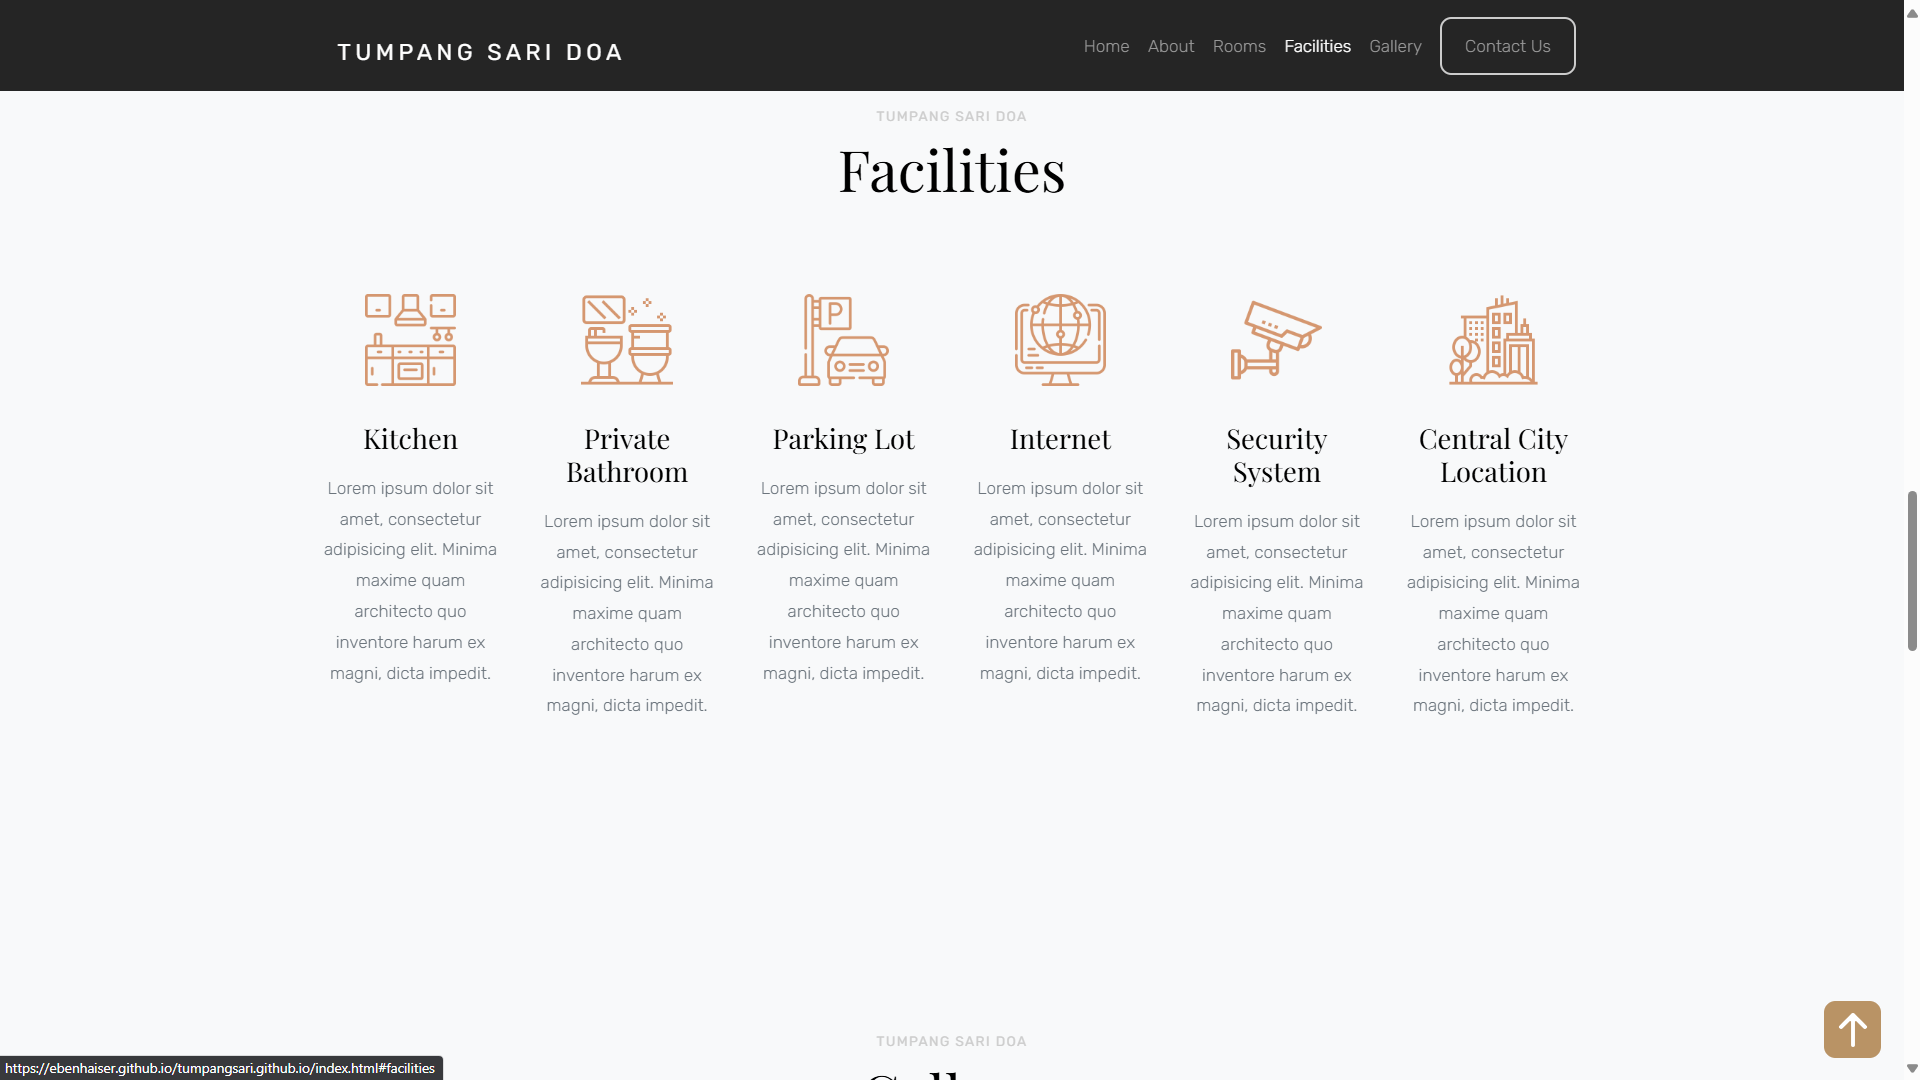 TUMPANG SARI DOA
Home About Rooms Facilities Gallery Contact Us
TUMPANG SARI DOA
Facilities
P
Kitchen
Lorem ipsum dolor sit
amet, consectetur
adipisicing elit. Minima
maxime quam
architecto quo
inventore harum ex
magni, dicta impedit.
Private
Bathroom
Lorem ipsum dolor sit
amet, consectetur
adipisicing elit. Minima
maxime quam
architecto quo
inventore harum ex
magni, dicta impedit.
Parking Lot
Lorem ipsum dolor sit
amet, consectetur
adipisicing elit. Minima
maxime quam
architecto quo
inventore harum ex
magni, dicta impedit.
Internet
Lorem ipsum dolor sit
amet, consectetur
adipisicing elit. Minima
maxime quam
architecto quo
inventore harum ex
magni, dicta impedit.
Security
System
Lorem ipsum dolor sit
amet, consectetur
adipisicing elit. Minima
maxime quam
architecto quo
inventore harum ex
magni, dicta impedit.
Central City
Location
Lorem ipsum dolor sit
amet, consectetur
adipisicing elit. Minima
maxime quam
architecto quo
inventore harum ex
magni, dicta impedit.
TUMPANG SARI DOA
https://ebenhaiser.github.io/tumpangsari.github.io/index.html#facilities